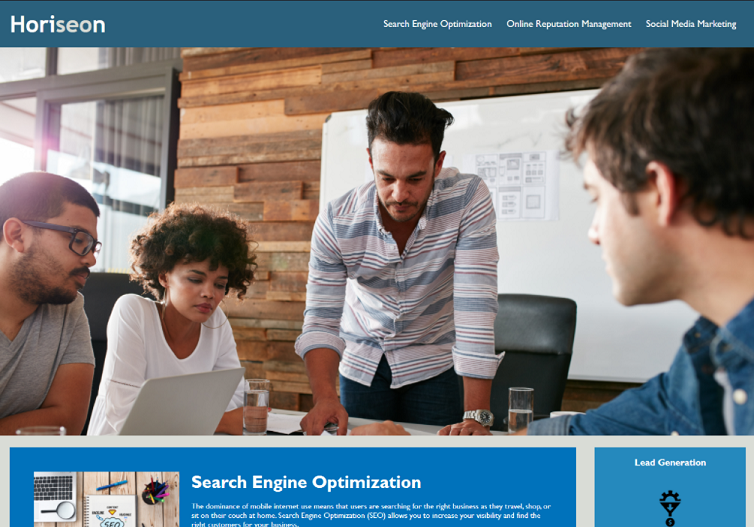 Horiseon
Search Engine Optimization Online Reputation Management Social Media Marketing
Search Engine Optimization
The dominance of mobile internet use means that users are searching for the right business as they travel, shop, or
sit on their couch at home. Search Engine Optimization (SEO) allows you to increase your visibility and find the
right customers for your business.
SEO
Lead Generation